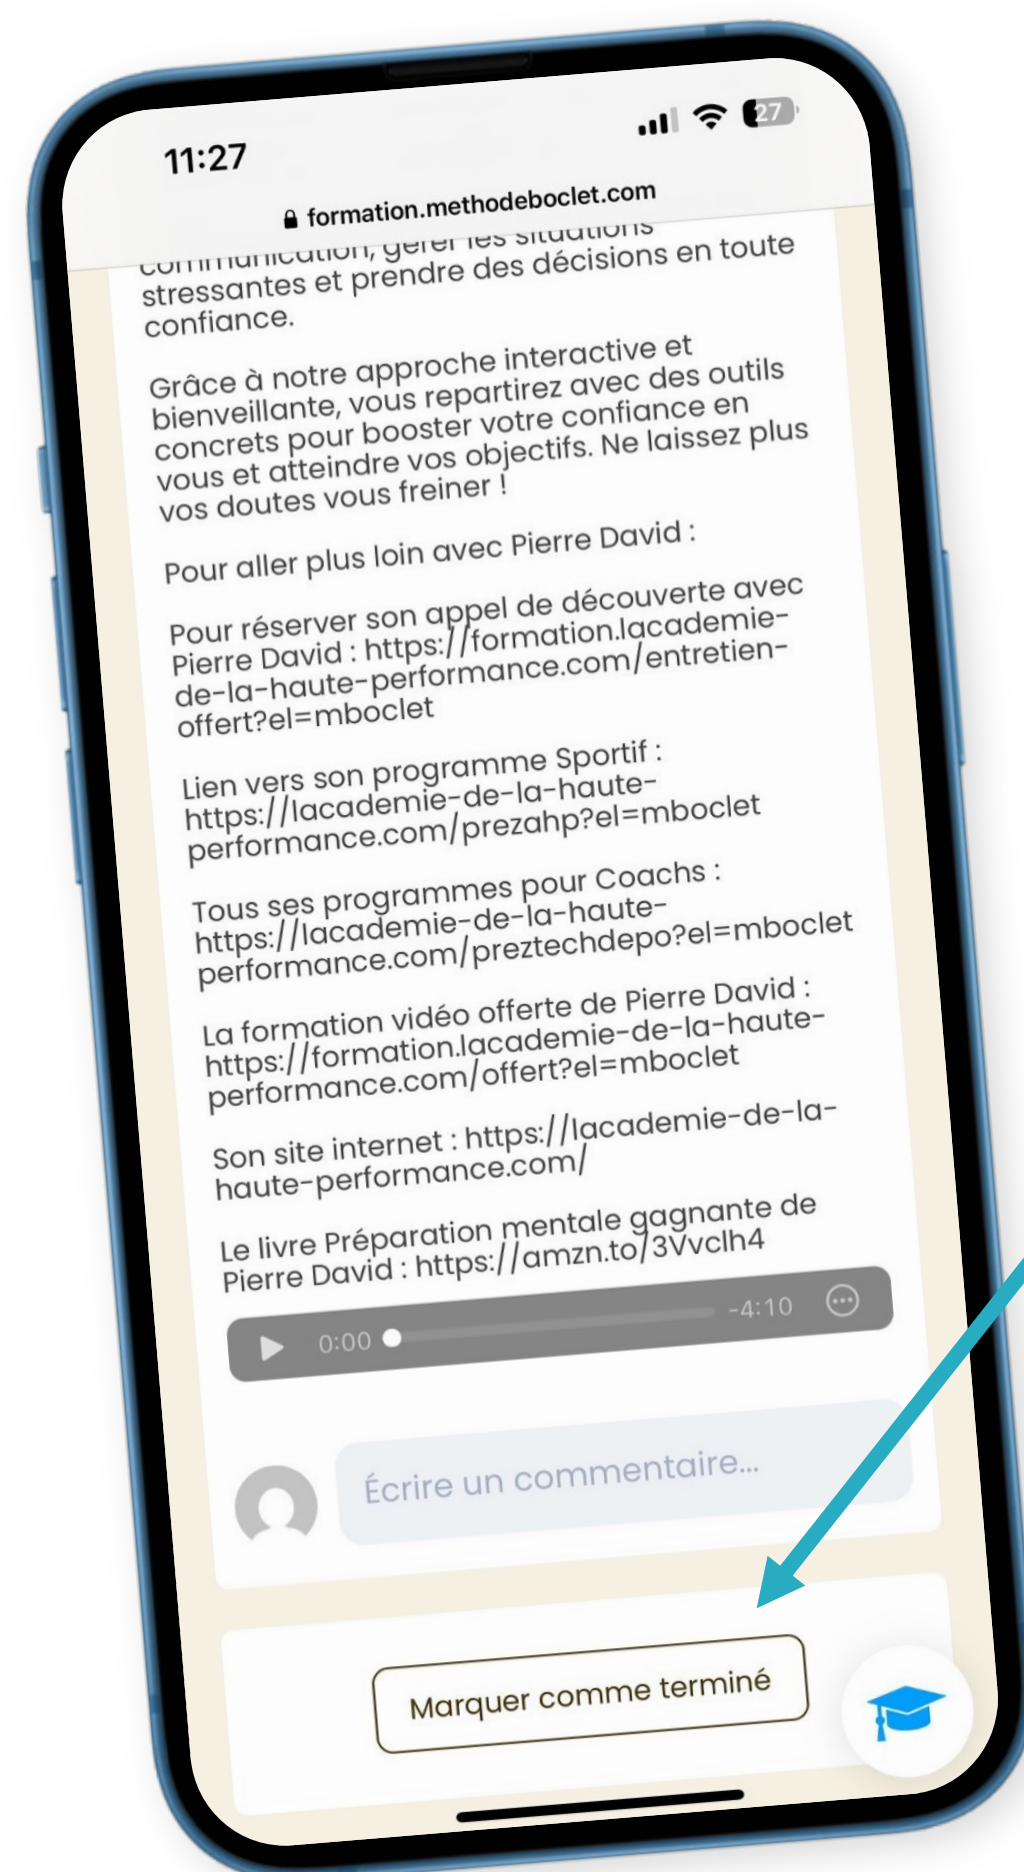 11:27
27
formation.methodeboclet.com
communication, gérer les situations
stressantes et prendre des décisions en toute
confiance.
Grâce à notre approche interactive et
bienveillante, vous repartirez avec des outils
concrets pour booster votre confiance en
vous et atteindre vos objectifs. Ne laissez plus
vos doutes vous freiner !
Pour aller plus loin avec Pierre David :
Pour réserver son appel de découverte avec
Pierre David : https://formation.lacademie-
de-la-haute-performance.com/entretien-
offert?el=mboclet
Lien vers son programme Sportif :
https://lacademie-de-la-haute-
performance.com/prezahp?el=mboclet
Tous ses programmes pour Coachs :
https://lacademie-de-la-haute-
performance.com/preztechdepo?el=mboclet
La formation vidéo offerte de Pierre David :
https://formation.lacademie-de-la-haute-
performance.com/offert?el=mboclet
Son site internet : https://lacademie-de-la-
haute-performance.com/
Le livre Préparation mentale gagnante de
Pierre David : https://amzn.to/3Vvclh4
0:00
-4:10
Écrire un commentaire...
Marquer comme terminé